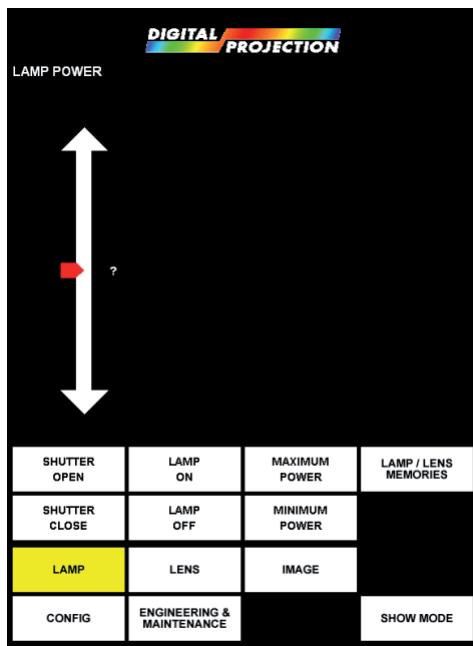 DIGITAL
PROJECTION
LAMP POWER
?
SHUTTER
OPEN
LAMP
ON
MAXIMUM
POWER
LAMP / LENS
MEMORIES
SHUTTER
CLOSE
LAMP
OFF
MINIMUM
POWER
LAMP
LENS
IMAGE
CONFIG
ENGINEERING &
MAINTENANCE
SHOW MODE